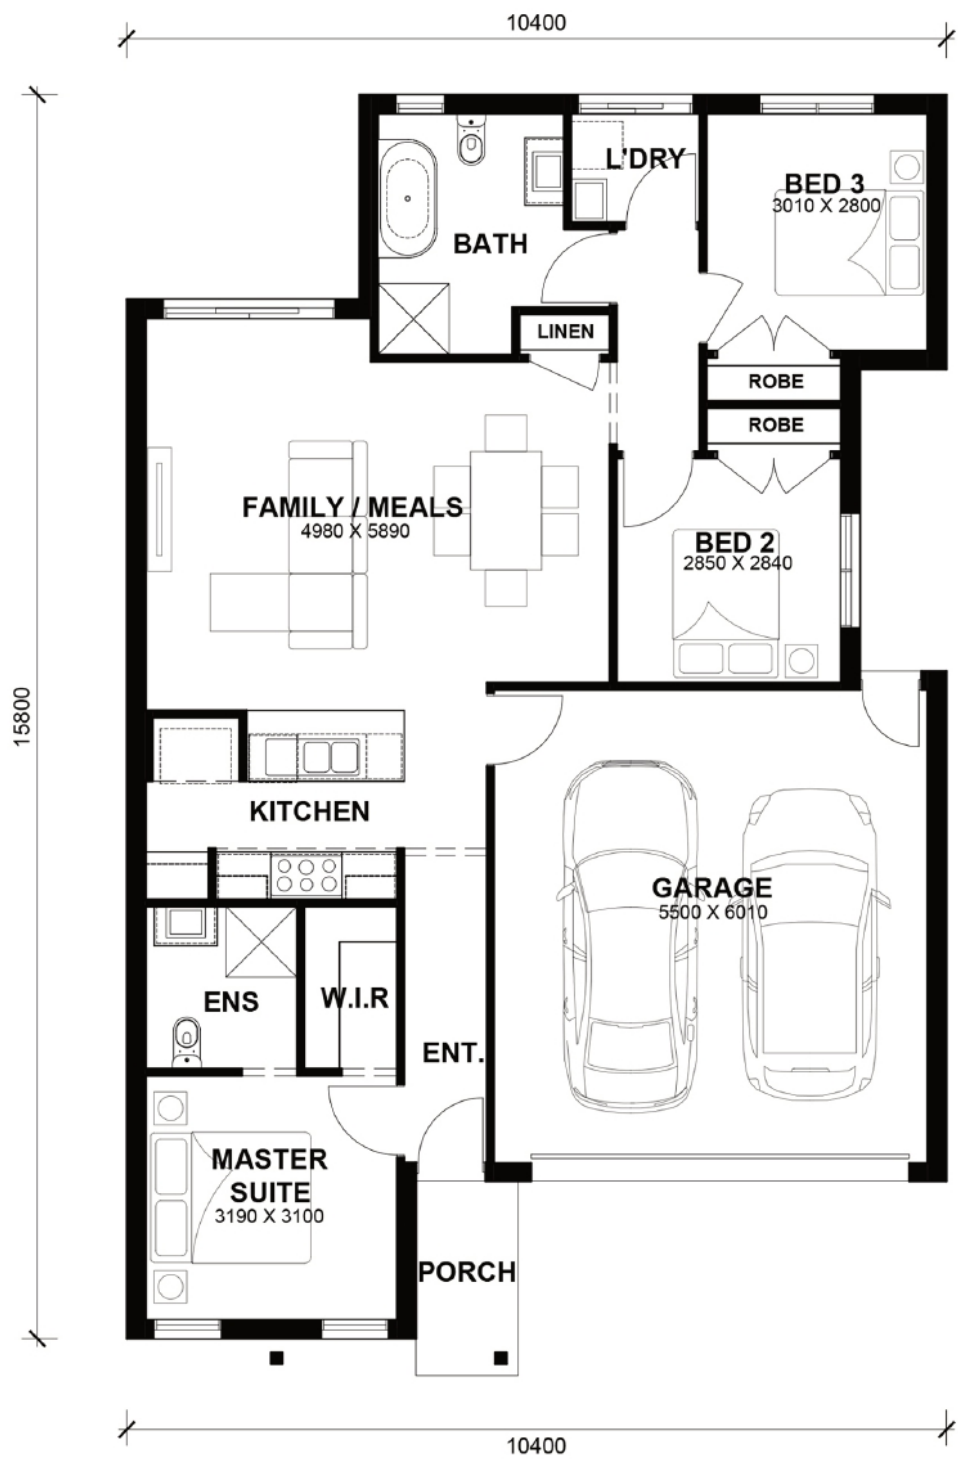 10400
15800
L'DRY
BED 3
3010 X 2800
BATH
LINEN
ROBE
ROBE
FAMILY / MEALS
4980 X 5890
BED 2
2850 X 2840
KITCHEN
GARAGE
5500 X 6010
ENS
W.I.R
ENT.
MASTER
SUITE
3190 X 3100
PORCH
10400